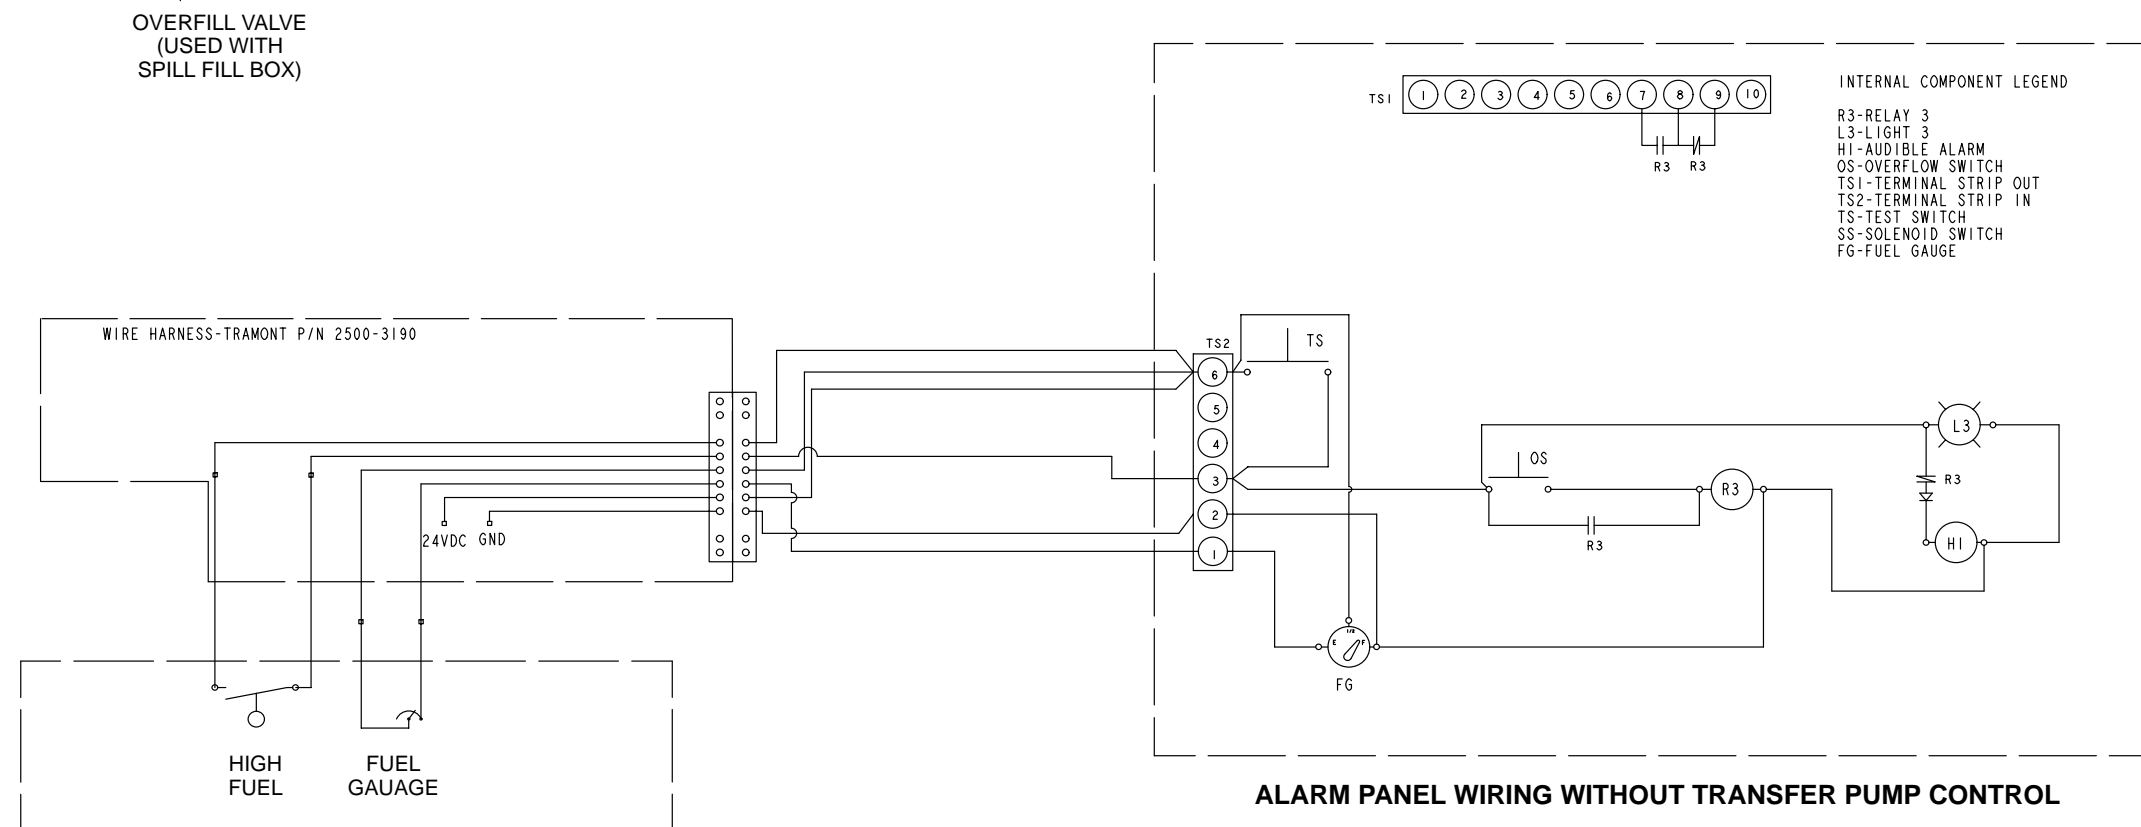 OVERFILL VALVE
(USED WITH
SPILL FILL BOX)
TS1 1 2 3 4 5 6 7 8 9 10
R3 R3
INTERNAL COMPONENT LEGEND
R3-RELAY 3
L3-LIGHT 3
H1-AUDIBLE ALARM
OS-OVERFLOW SWITCH
TS1-TERMINAL STRIP OUT
TS2-TERMINAL STRIP IN
TS-TEST SWITCH
SS-SOLENOID SWITCH
FG-FUEL GAUGE
WIRE HARNESS-TRAMONT P/N 2500-3190
24VDC GND
HIGH
FUEL
FUEL
GAUAGE
TS2
6
5
4
3
2
1
TS
OS
R3
R3
L3
R3
H1
E 1/2 F
FG
ALARM PANEL WIRING WITHOUT TRANSFER PUMP CONTROL